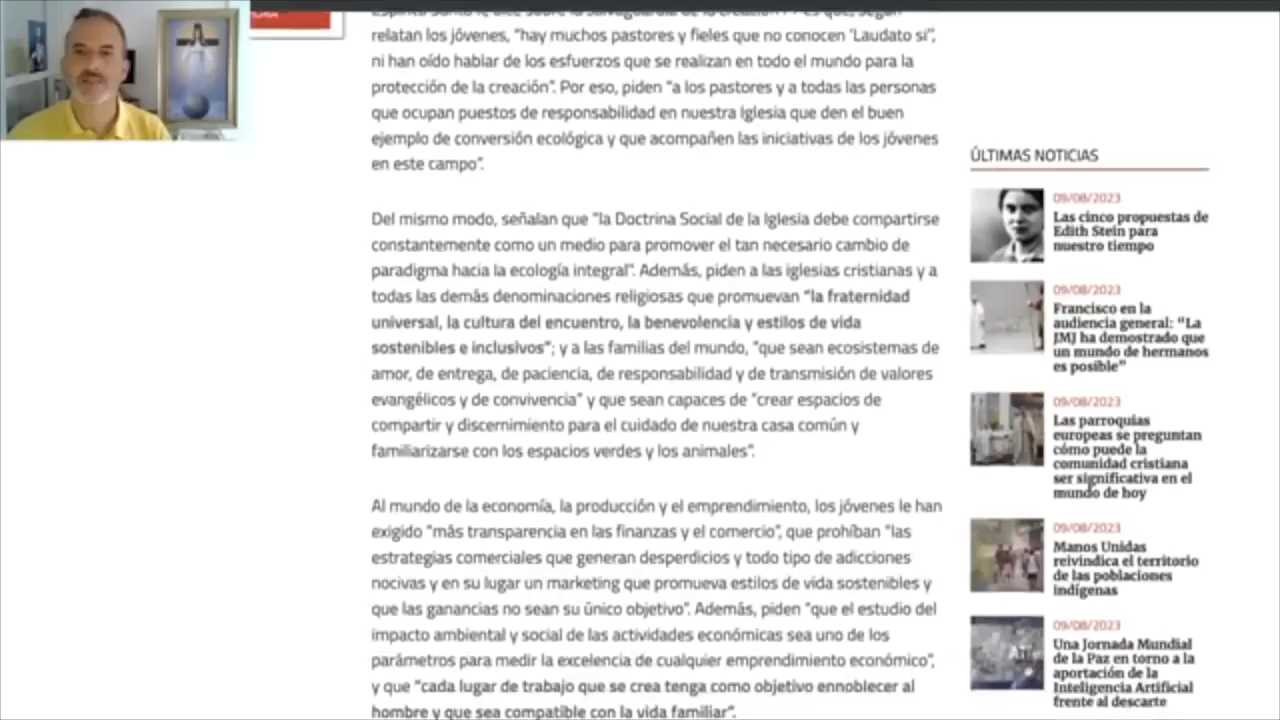 relatan los jóvenes, "hay muchos pastores y fieles que no conocen 'Laudato si'",
ni han oído hablar de los esfuerzos que se realizan en todo el mundo para la
protección de la creación". Por eso, piden "a los pastores y a todas las personas
que ocupan puestos de responsabilidad en nuestra Iglesia que den el buen
ejemplo de conversión ecológica y que acompañen las iniciativas de los jóvenes
en este campo".
Del mismo modo, señalan que "la Doctrina Social de la Iglesia debe compartirse
constantemente como un medio para promover el tan necesario cambio de
paradigma hacia la ecología integral". Además, piden a las iglesias cristianas y a
todas las demás denominaciones religiosas que promuevan "la fraternidad
universal, la cultura del encuentro, la benevolencia y estilos de vida
sostenibles e inclusivos"; y a las familias del mundo, "que sean ecosistemas de
amor, de entrega, de paciencia, de responsabilidad y de transmisión de valores
evangélicos y de convivencia" y que sean capaces de "crear espacios de
compartir y discernimiento para el cuidado de nuestra casa común y
familiarizarse con los espacios verdes y los animales".
Al mundo de la economía, la producción y el emprendimiento, los jóvenes le han
exigido "más transparencia en las finanzas y el comercio", que prohíban "las
estrategias comerciales que generan desperdicios y todo tipo de adicciones
nocivas y en su lugar un marketing que promueva estilos de vida sostenibles y
que las ganancias no sean su único objetivo". Además, piden "que el estudio del
impacto ambiental y social de las actividades económicas sea uno de los
parámetros para medir la excelencia de cualquier emprendimiento económico",
y que "cada lugar de trabajo que se crea tenga como objetivo ennoblecer al
hombre y que sea compatible con la vida familiar".
ÚLTIMAS NOTICIAS
09/08/2023
Las cinco propuestas de
Edith Stein para
nuestro tiempo
09/08/2023
Francisco en la
audiencia general: "La
JMJ ha demostrado que
un mundo de hermanos
es posible"
09/08/2023
Las parroquias
europeas se preguntan
cómo puede la
comunidad cristiana
ser significativa en el
mundo de hoy
09/08/2023
Manos Unidas
reivindica el territorio
de las poblaciones
indígenas
09/08/2023
Una Jornada Mundial
de la Paz en torno a la
aportación de la
Inteligencia Artificial
frente al descarte